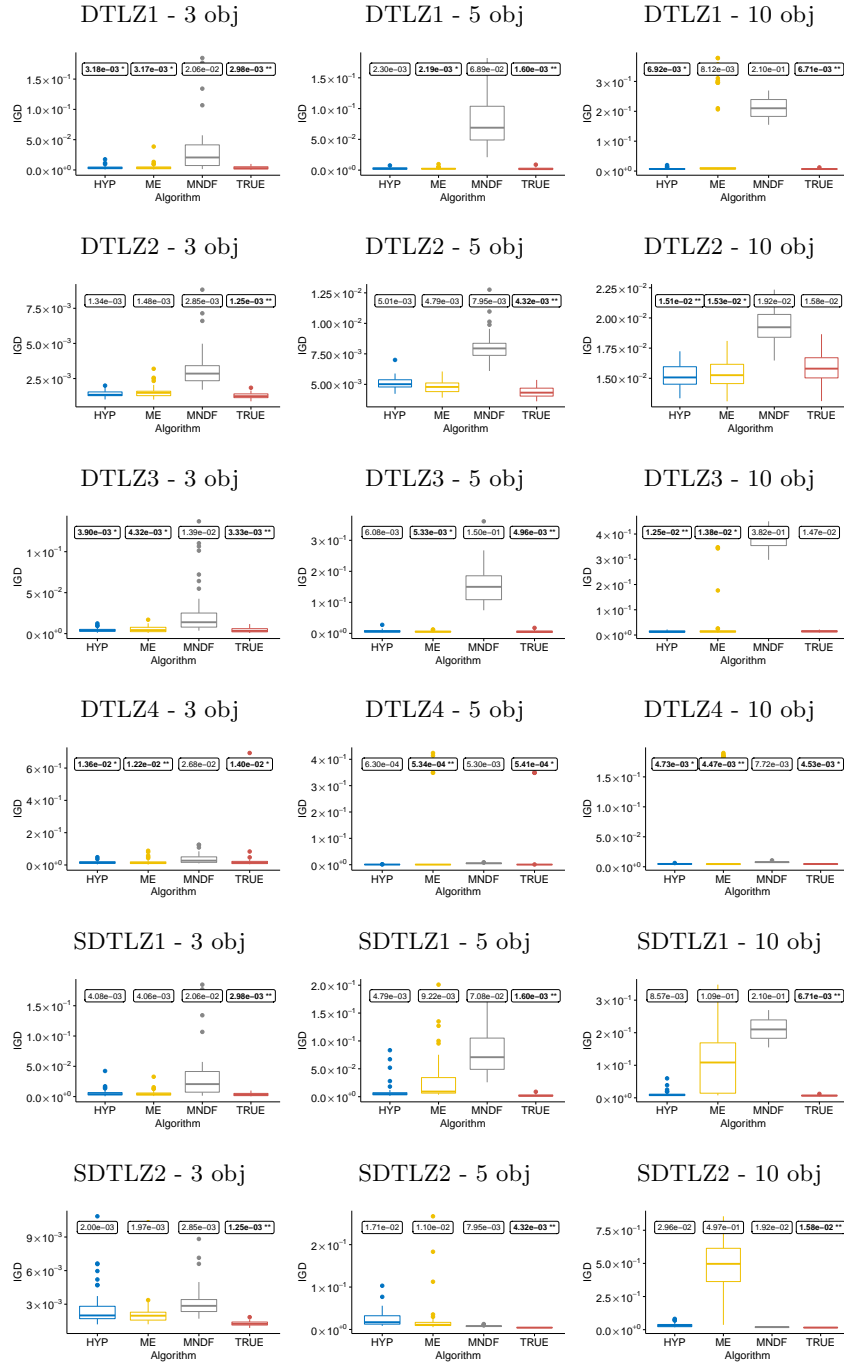 DTLZ1 - 3 obj
DTLZ1 - 5 obj
DTLZ1 - 10 obj
3.18e−03 * 3.17e−03 * 2.06e−02 2.98e−03 **
2.30e−03 2.19e−03 * 6.89e−02 1.60e−03 **
6.92e−03 * 8.12e−03 2.10e−01 6.71e−03 **
IGD
1.5×10⁻¹
1.0×10⁻¹
5.0×10⁻²
0.0×10⁺⁰
HYP ME MNDF TRUE
Algorithm
IGD
1.5×10⁻¹
1.0×10⁻¹
5.0×10⁻²
0.0×10⁺⁰
HYP ME MNDF TRUE
Algorithm
IGD
3×10⁻¹
2×10⁻¹
1×10⁻¹
0×10⁺⁰
HYP ME MNDF TRUE
Algorithm
DTLZ2 - 3 obj
DTLZ2 - 5 obj
DTLZ2 - 10 obj
1.34e−03 1.48e−03 2.85e−03 1.25e−03 **
5.01e−03 4.79e−03 7.95e−03 4.32e−03 **
1.51e−02 ** 1.53e−02 * 1.92e−02 1.58e−02
IGD
7.5×10⁻³
5.0×10⁻³
2.5×10⁻³
HYP ME MNDF TRUE
Algorithm
IGD
1.25×10⁻²
1.00×10⁻²
7.50×10⁻³
5.00×10⁻³
HYP ME MNDF TRUE
Algorithm
IGD
2.25×10⁻²
2.00×10⁻²
1.75×10⁻²
1.50×10⁻²
HYP ME MNDF TRUE
Algorithm
DTLZ3 - 3 obj
DTLZ3 - 5 obj
DTLZ3 - 10 obj
3.90e−03 * 4.32e−03 * 1.39e−02 3.33e−03 **
6.08e−03 5.33e−03 * 1.50e−01 4.96e−03 **
1.25e−02 ** 1.38e−02 * 3.82e−01 1.47e−02
IGD
1×10⁻¹
5×10⁻²
0×10⁺⁰
HYP ME MNDF TRUE
Algorithm
IGD
3×10⁻¹
2×10⁻¹
1×10⁻¹
0×10⁺⁰
HYP ME MNDF TRUE
Algorithm
IGD
4×10⁻¹
3×10⁻¹
2×10⁻¹
1×10⁻¹
0×10⁺⁰
HYP ME MNDF TRUE
Algorithm
DTLZ4 - 3 obj
DTLZ4 - 5 obj
DTLZ4 - 10 obj
1.36e−02 * 1.22e−02 ** 2.68e−02 1.40e−02 *
6.30e−04 5.34e−04 ** 5.30e−03 5.41e−04 *
4.73e−03 * 4.47e−03 ** 7.72e−03 4.53e−03 *
IGD
6×10⁻¹
4×10⁻¹
2×10⁻¹
0×10⁺⁰
HYP ME MNDF TRUE
Algorithm
IGD
4×10⁻¹
3×10⁻¹
2×10⁻¹
1×10⁻¹
0×10⁺⁰
HYP ME MNDF TRUE
Algorithm
IGD
1.5×10⁻¹
1.0×10⁻¹
5.0×10⁻²
0.0×10⁺⁰
HYP ME MNDF TRUE
Algorithm
SDTLZ1 - 3 obj
SDTLZ1 - 5 obj
SDTLZ1 - 10 obj
4.08e−03 4.06e−03 2.06e−02 2.98e−03 **
4.79e−03 9.22e−03 7.08e−02 1.60e−03 **
8.57e−03 1.09e−01 2.10e−01 6.71e−03 **
IGD
1.5×10⁻¹
1.0×10⁻¹
5.0×10⁻²
0.0×10⁺⁰
HYP ME MNDF TRUE
Algorithm
IGD
2.0×10⁻¹
1.5×10⁻¹
1.0×10⁻¹
5.0×10⁻²
0.0×10⁺⁰
HYP ME MNDF TRUE
Algorithm
IGD
3×10⁻¹
2×10⁻¹
1×10⁻¹
0×10⁺⁰
HYP ME MNDF TRUE
Algorithm
SDTLZ2 - 3 obj
SDTLZ2 - 5 obj
SDTLZ2 - 10 obj
2.00e−03 1.97e−03 2.85e−03 1.25e−03 **
1.71e−02 1.10e−02 7.95e−03 4.32e−03 **
2.96e−02 4.97e−01 1.92e−02 1.58e−02 **
IGD
9×10⁻³
6×10⁻³
3×10⁻³
HYP ME MNDF TRUE
Algorithm
IGD
2×10⁻¹
1×10⁻¹
0×10⁺⁰
HYP ME MNDF TRUE
Algorithm
IGD
7.5×10⁻¹
5.0×10⁻¹
2.5×10⁻¹
0.0×10⁺⁰
HYP ME MNDF TRUE
Algorithm